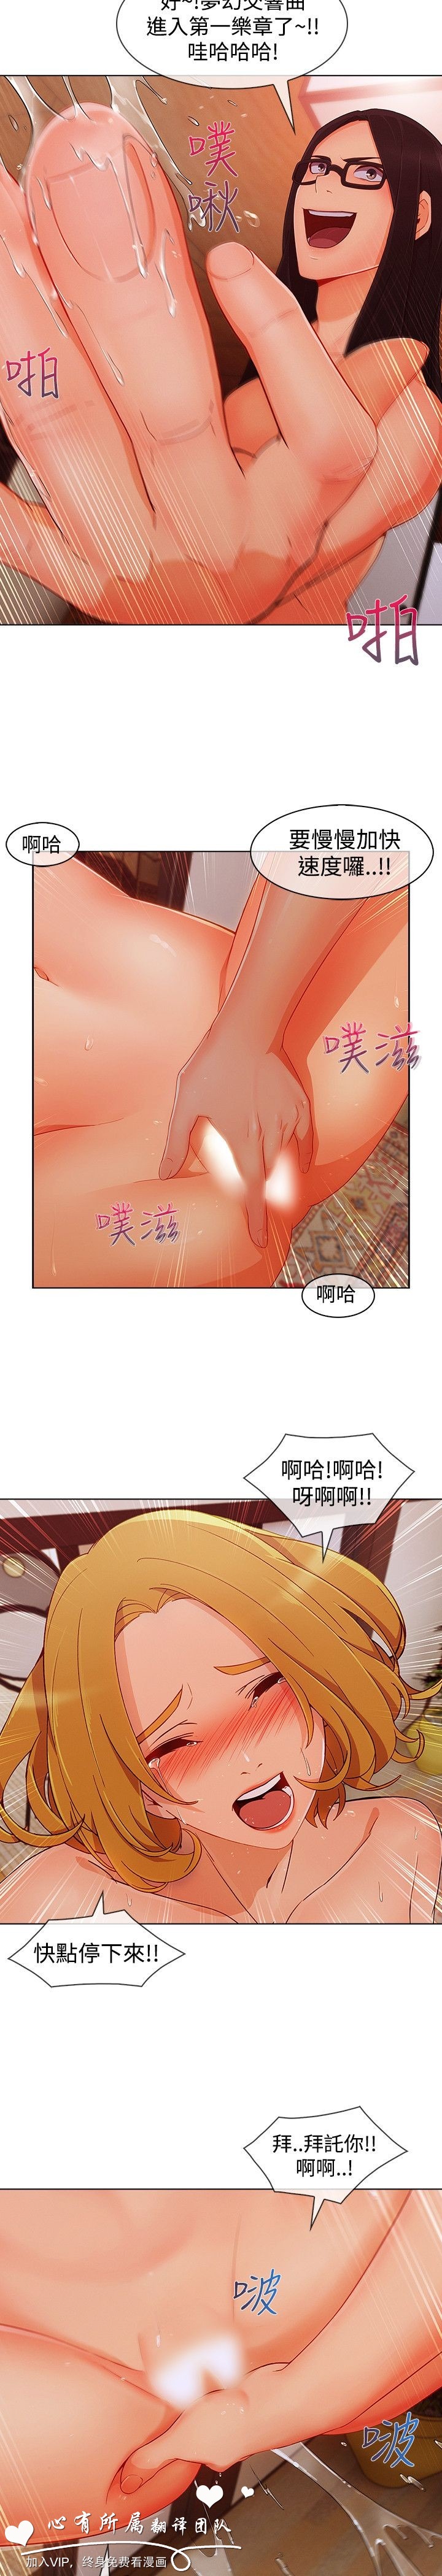 好~!夢幻交響曲
進入第一樂章了~!!
哇哈哈哈!
噗
啾
啪
啪
啊哈
要慢慢加快
速度囉..!!
噗滋
噗滋
啊哈
啊哈!啊哈!
呀啊啊!!
快點停下來!!
拜..拜託你!!
啊啊..!
啵
啵
心有所属翻译团队
加入VIP，终身免费看漫画